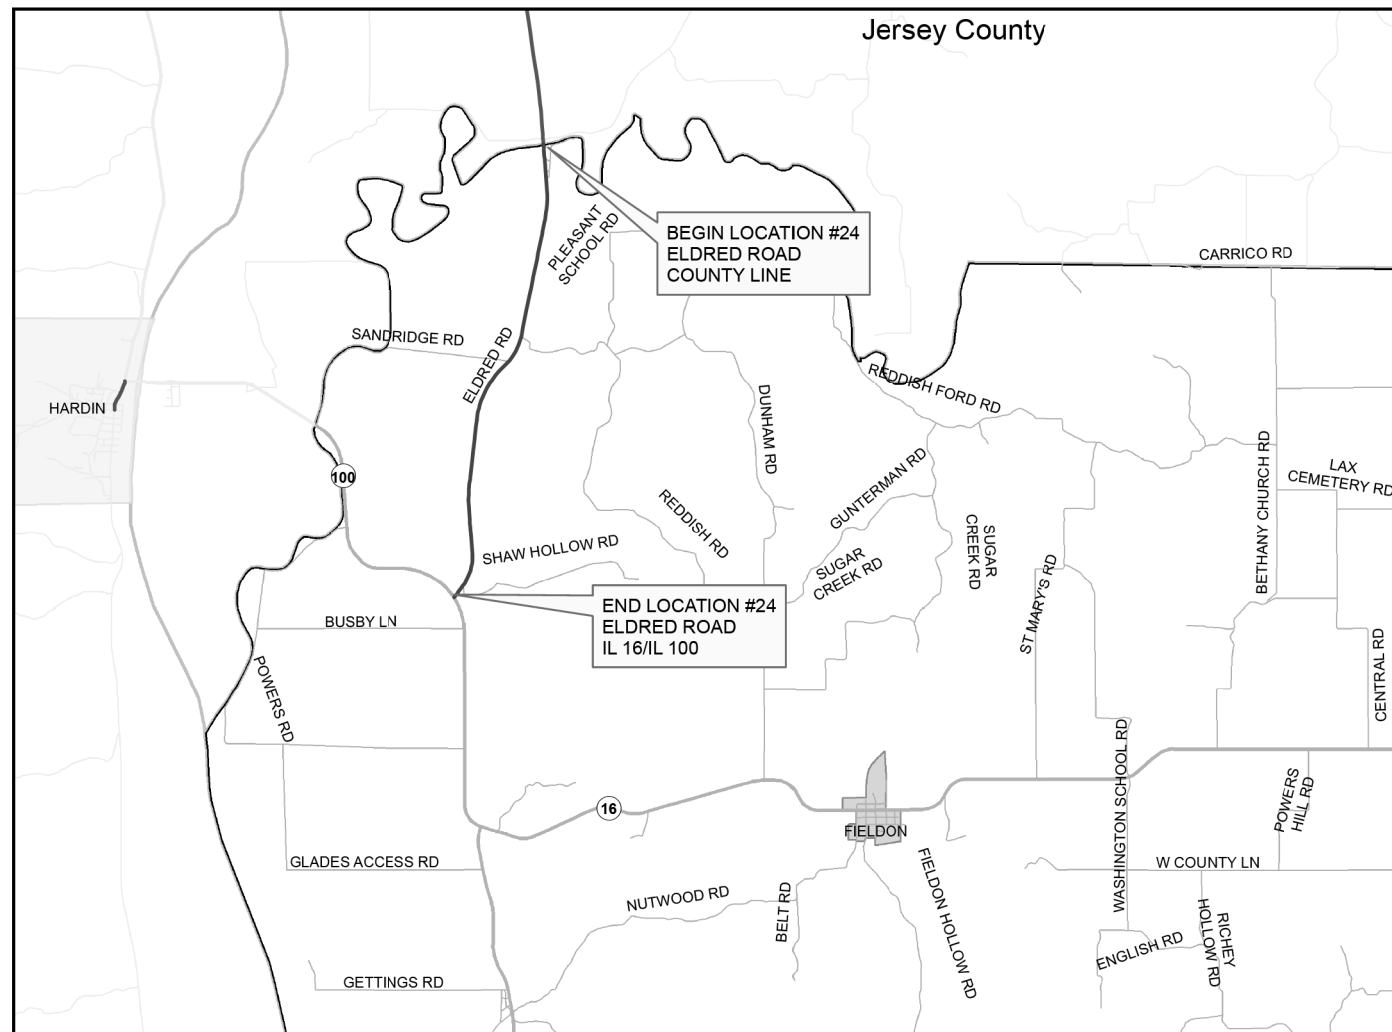 Jersey County
PLEASANT
SCHOOL RD
BEGIN LOCATION #24
ELDRED ROAD
COUNTY LINE
CARRICO RD
SANDRIDGE RD
ELDRED RD
REDDISH FORD RD
HARDIN
DUNHAM RD
100
GUNTERMAN RD
BETHANY CHURCH RD
LAX
CEMETERY RD
REDDISH RD
SHAW HOLLOW RD
SUGAR
CREEK RD
SUGAR
CREEK RD
ST MARY'S RD
END LOCATION #24
ELDRED ROAD
IL 16/IL 100
BUSBY LN
POWERS RD
CENTRAL RD
WASHINGTON SCHOOL RD
POWERS
HILL RD
16
FIELDON
GLADES ACCESS RD
W COUNTY LN
NUTWOOD RD
BELT RD
FIELDON HOLLOW RD
ENGLISH RD
RICHEY
HOLLOW RD
GETTINGS RD